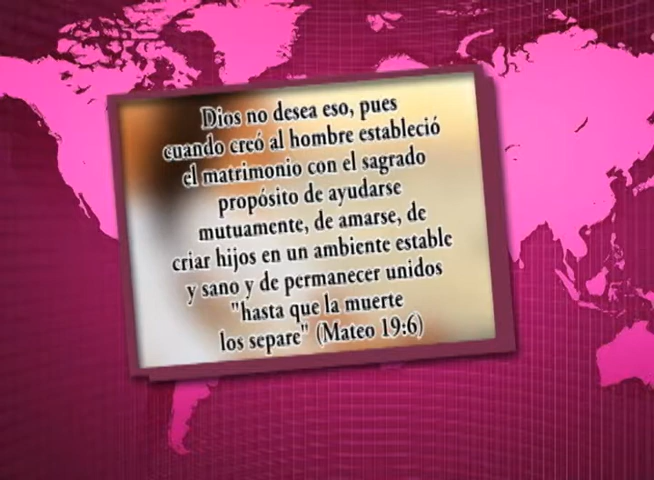 Dios no desea eso, pues
cuando creó al hombre estableció
el matrimonio con el sagrado
propósito de ayudarse
mutuamente, de amarse, de
criar hijos en un ambiente estable
y sano y de permanecer unidos
"hasta que la muerte
los separe" (Mateo 19:6)